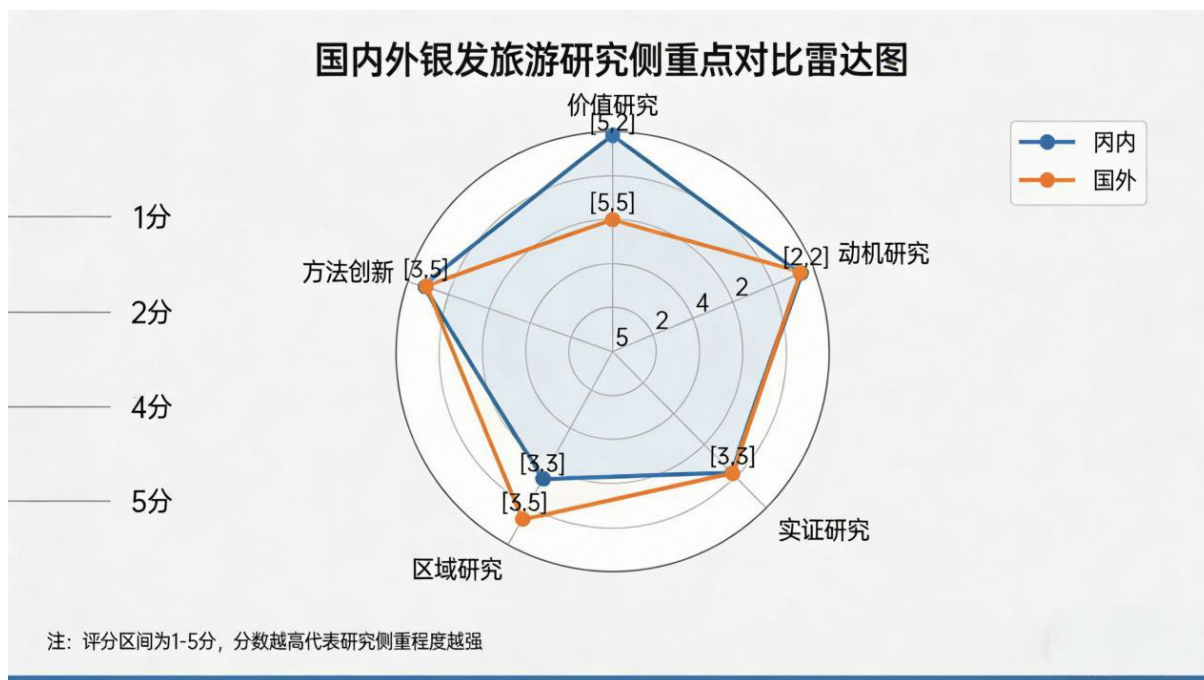 国内外银发旅游研究侧重点对比雷达图
价值研究
[5,2]
囝内
国外
[5,5]
1分
方法创新
[3,5]
[2,2]
动机研究
2
4
2
5
2分
4分
[3,3]
[3,3]
5分
[3,5]
实证研究
区域研究
注：评分区间为1-5分，分数越高代表研究侧重程度越强